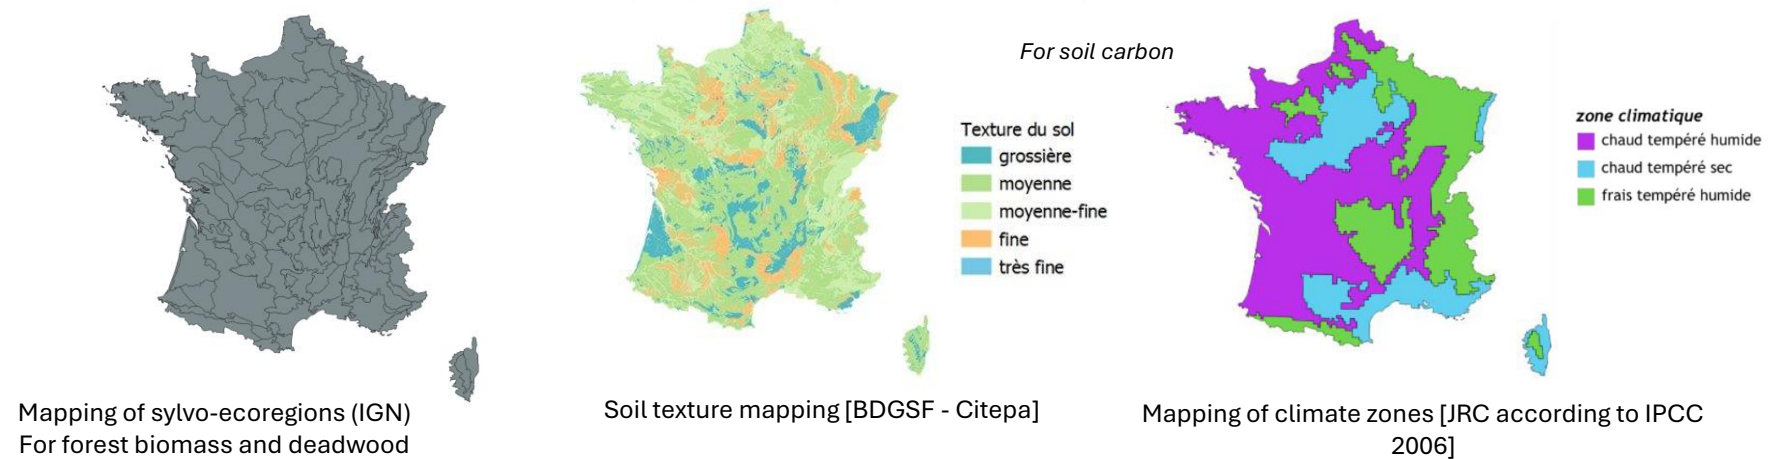 For soil carbon
Texture du sol
grossière
moyenne
moyenne-fine
fine
très fine
zone climatique
chaud tempéré humide
chaud tempéré sec
frais tempéré humide
Mapping of sylvo-ecoregions (IGN)
For forest biomass and deadwood
Soil texture mapping [BDGSF - Citepa]
Mapping of climate zones [JRC according to IPCC
2006]